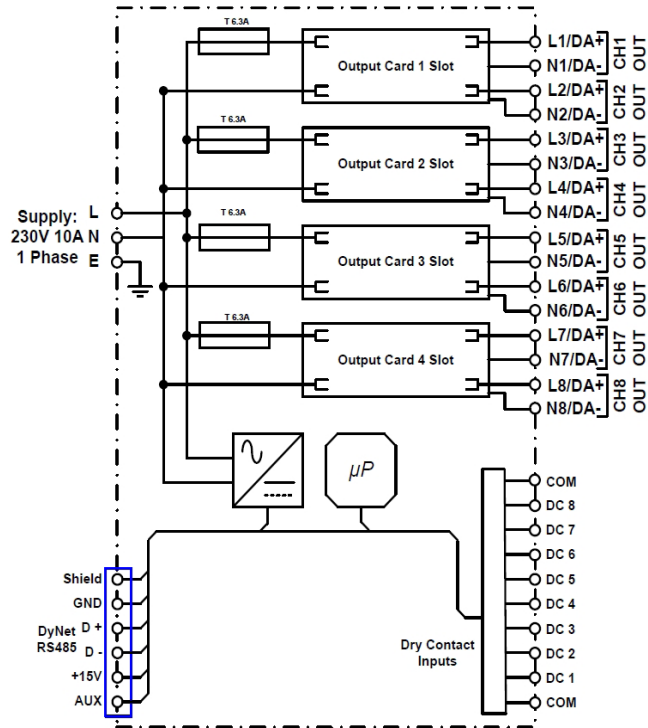 T 6.3A
Output Card 1 Slot
L1/DA+
N1/DA-
CH1
OUT
L2/DA+
N2/DA-
CH2
OUT
T 6.3A
Output Card 2 Slot
L3/DA+
N3/DA-
CH3
OUT
L4/DA+
N4/DA-
CH4
OUT
Supply:
230V 10A
1 Phase
L
N
E
T 6.3A
Output Card 3 Slot
L5/DA+
N5/DA-
CH5
OUT
L6/DA+
N6/DA-
CH6
OUT
T 6.3A
Output Card 4 Slot
L7/DA+
N7/DA-
CH7
OUT
L8/DA+
N8/DA-
CH8
OUT
µP
COM
DC 8
DC 7
DC 6
DC 5
DC 4
DC 3
DC 2
DC 1
COM
Dry Contact
Inputs
Shield
GND
DyNet
RS485
D +
D -
+15V
AUX